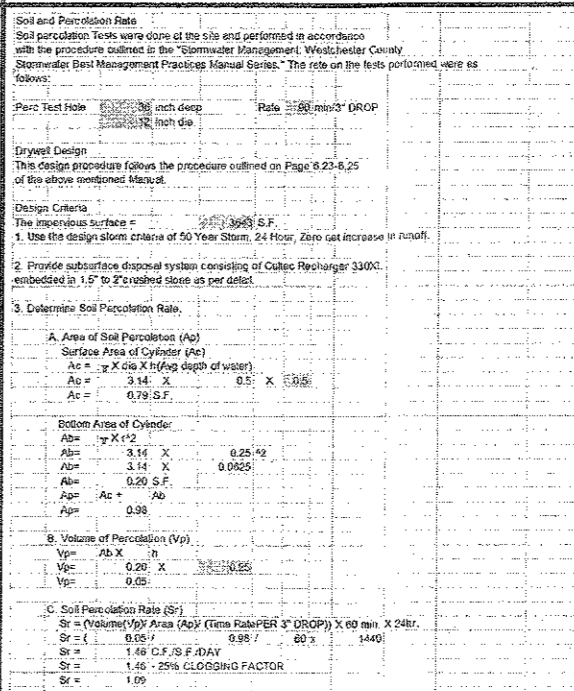 Soil and Percolation Rate
Soil percolation Tests were done at the site and performed in accordance
with the procedure outlined in the "Stormwater Management: Westchester County
Stormwater Best Management Practices Manual Series." The rate on the tests performed were as
follows:
Perc Test Hole 36 inch deep Rate = min/3" DROP
12 inch dia
Drywell Design
This design procedure follows the procedure outlined on Page 6.23-6.25
of the above mentioned Manual.
Design Criteria
The impervious surface = S.F.
1. Use the design storm criteria of 50 Year Storm, 24 Hour, Zero net increase in runoff.
2. Provide subsurface disposal system consisting of Cultec Recharger 330XL
embedded in 1.5" to 2" crushed stone as per detail.
3. Determine Soil Percolation Rate.
A. Area of Soil Percolation (Ap)
Surface Area of Cylinder (Ac)
Ac = π X dia X h(Avg depth of water)
Ac = 3.14 X 0.5 X 0.5
Ac = 0.79 S.F.
Bottom Area of Cylinder
Ab= π X r^2
Ab= 3.14 X 0.25 ^2
Ab= 3.14 X 0.0625
Ab= 0.20 S.F.
Ap= Ac + Ab
Ap= 0.98
B. Volume of Percolation (Vp)
Vp= Ab X h
Vp= 0.20 X 0.25
Vp= 0.05
C. Soil Percolation Rate (Sr)
Sr = (Volume(Vp)/ Area (Ap)/ (Time RatePER 3" DROP)) X 60 min. X 24hr.
Sr = ( 0.05 / 0.98 / x 1440
Sr = 1.46 C.F./S.F./DAY
Sr = 1.46 - 25% CLOGGING FACTOR
Sr = 1.09